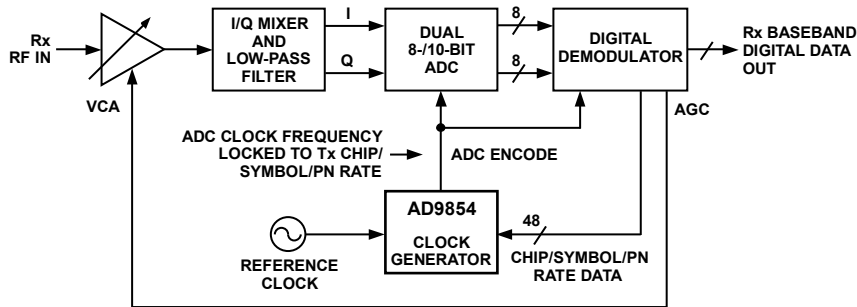 Rx
RF IN
VCA
I/Q MIXER
AND
LOW-PASS
FILTER
I
Q
DUAL
8-/10-BIT
ADC
8
8
DIGITAL
DEMODULATOR
Rx BASEBAND
DIGITAL DATA
OUT
AGC
ADC CLOCK FREQUENCY
LOCKED TO Tx CHIP/
SYMBOL/PN RATE
ADC ENCODE
AD9854
CLOCK
GENERATOR
48
CHIP/SYMBOL/PN
RATE DATA
REFERENCE
CLOCK